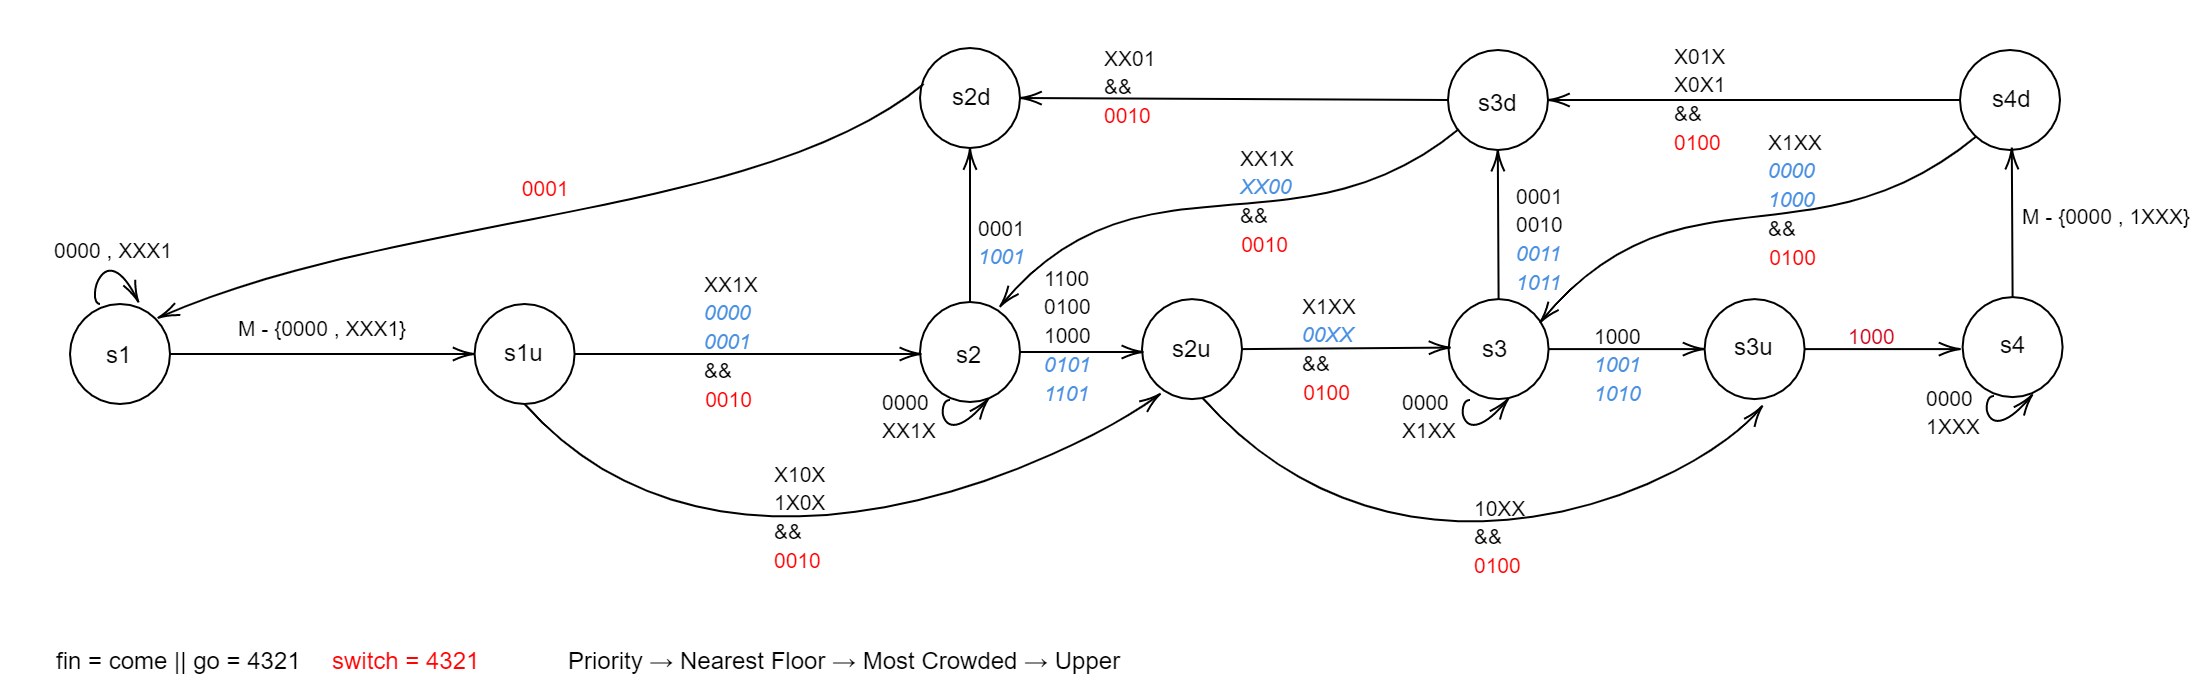 XX01
&&
0010
X01X
X0X1
&&
0100
s2d
s3d
s4d
X1XX
0000
1000
&&
0100
XX1X
XX00
&&
0010
0001
0001
1001
0001
0010
0011
1011
M - {0000 , 1XXX}
0000 , XXX1
M - {0000 , XXX1}
XX1X
0000
0001
&&
0010
1100
0100
1000
0101
1101
X1XX
00XX
&&
0100
1000
1001
1010
1000
s1
s1u
s2
s2u
s3
s3u
s4
0000
XX1X
0000
X1XX
0000
1XXX
X10X
1X0X
&&
0010
10XX
&&
0100
fin = come || go = 4321 switch = 4321 Priority → Nearest Floor → Most Crowded → Upper